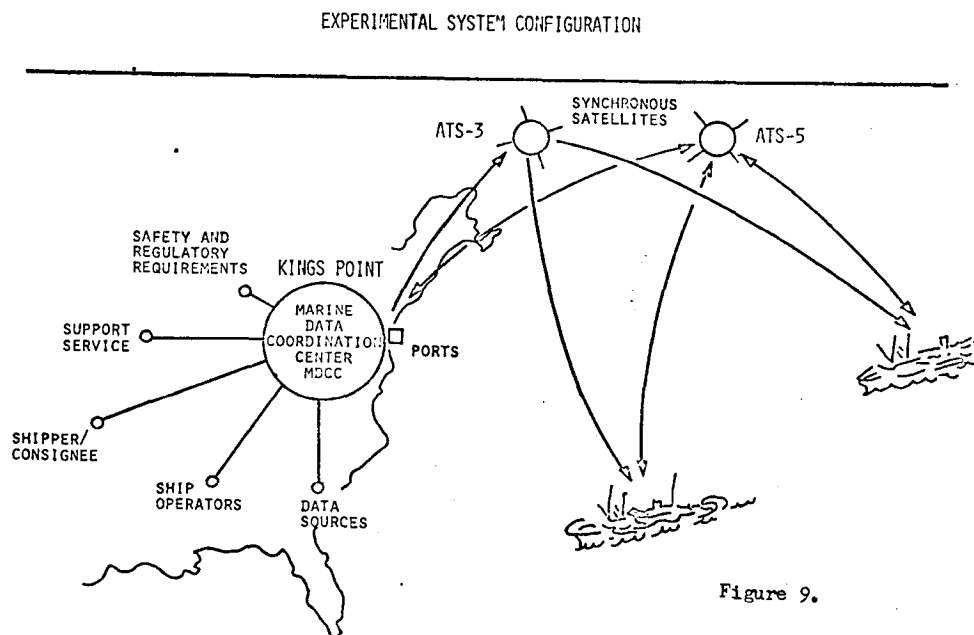 EXPERIMENTAL SYSTEM CONFIGURATION
SYNCHRONOUS
SATELLITES
ATS-3
ATS-5
SAFETY AND
REGULATORY
REQUIREMENTS
KINGS POINT
MARINE
DATA
COORDINATION
CENTER
MDCC
SUPPORT
SERVICE
PORTS
SHIPPER/
CONSIGNEE
SHIP
OPERATORS
DATA
SOURCES
Figure 9.